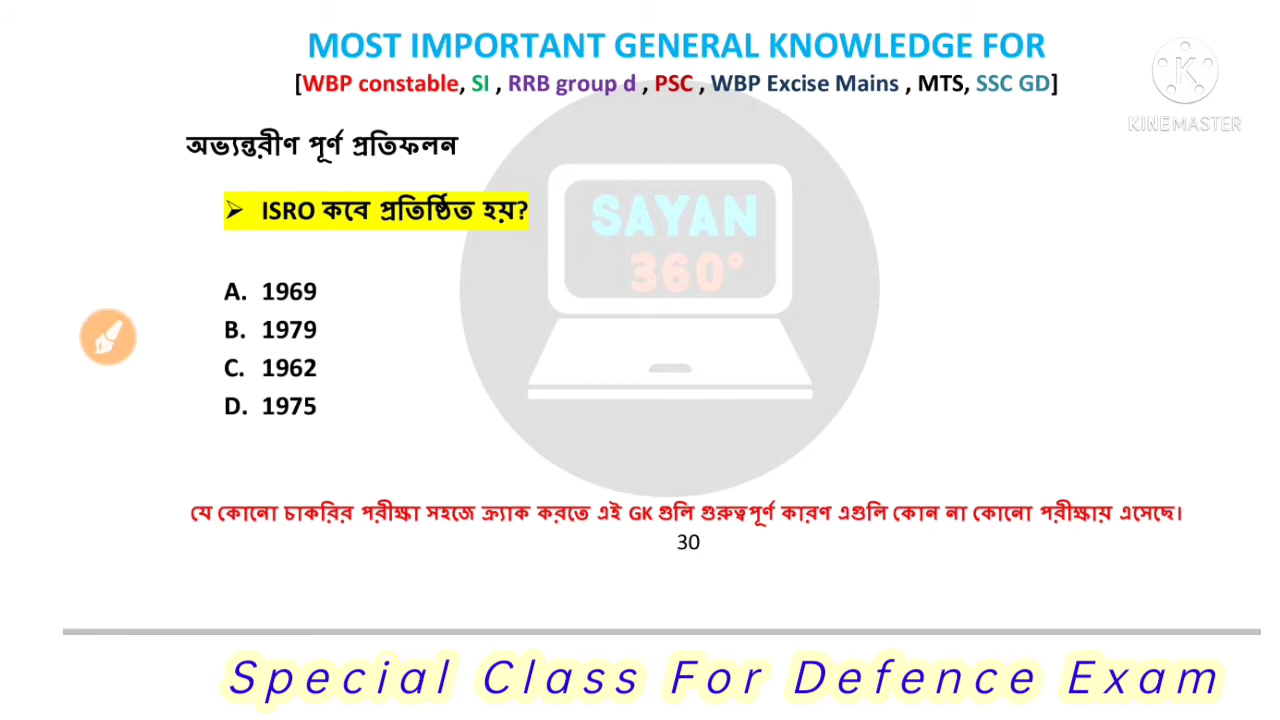 MOST IMPORTANT GENERAL KNOWLEDGE FOR
[WBP constable, SI , RRB group d , PSC , WBP Excise Mains , MTS, SSC GD]
KINEMASTER
অভ্যন্তরীণ পূর্ণ প্রতিফলন
➢ ISRO কবে প্রতিষ্ঠিত হয়?
SAYAN
360°
A. 1969
B. 1979
C. 1962
D. 1975
যে কোনো চাকরির পরীক্ষা সহজে ক্র্যাক করতে এই GK গুলি গুরুত্বপূর্ণ কারণ এগুলি কোন না কোনো পরীক্ষায় এসেছে।
30
Special Class For Defence Exam